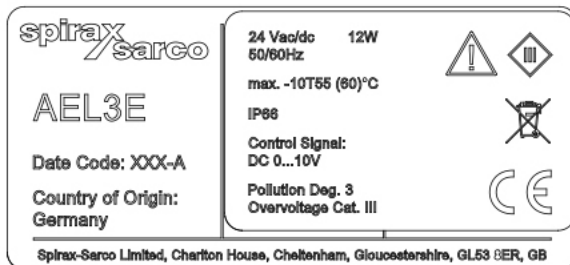 spirax
sarco
AEL3E
Date Code: XXX-A
Country of Origin:
Germany
24 Vac/dc 12W
50/60Hz
max. -10T55 (60)°C
IP66
Control Signal:
DC 0...10V
Pollution Deg. 3
Overvoltage Cat. III
III
CE
Spirax-Sarco Limited, Charlton House, Cheltenham, Gloucestershire, GL53 8ER, GB